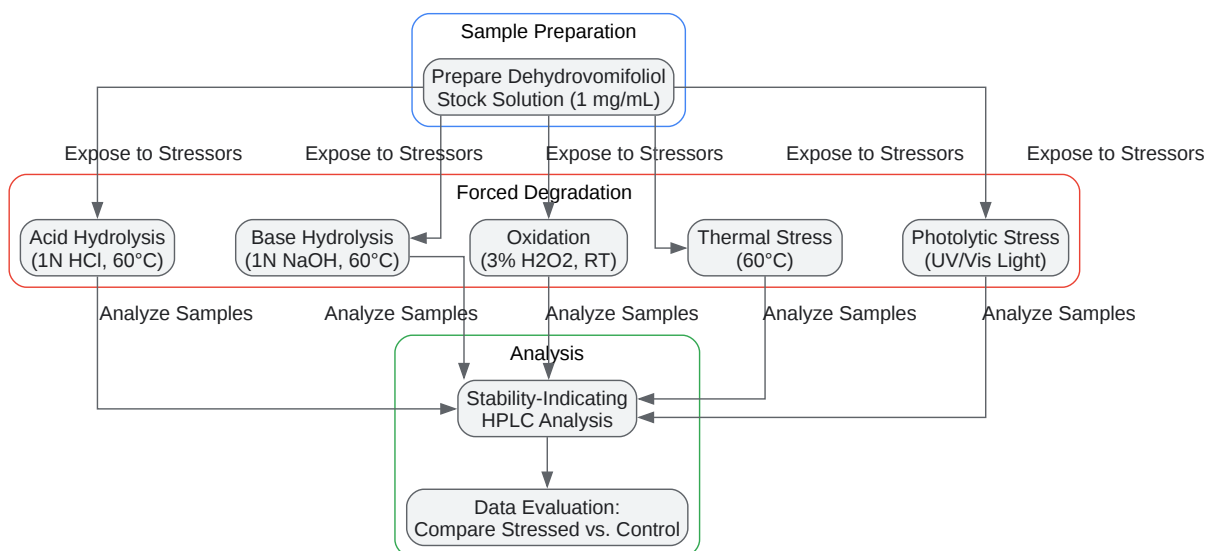 Sample Preparation
Prepare Dehydrovomifoliol
Stock Solution (1 mg/mL)
Expose to Stressors
Expose to Stressors
Expose to Stressors
Expose to Stressors
Expose to Stressors
Forced Degradation
Acid Hydrolysis
(1N HCl, 60°C)
Base Hydrolysis
(1N NaOH, 60°C)
Oxidation
(3% H2O2, RT)
Thermal Stress
(60°C)
Photolytic Stress
(UV/Vis Light)
Analyze Samples
Analyze Samples
Analyze Samples
Analyze Samples
Analyze Samples
Analysis
Stability-Indicating
HPLC Analysis
Data Evaluation:
Compare Stressed vs. Control